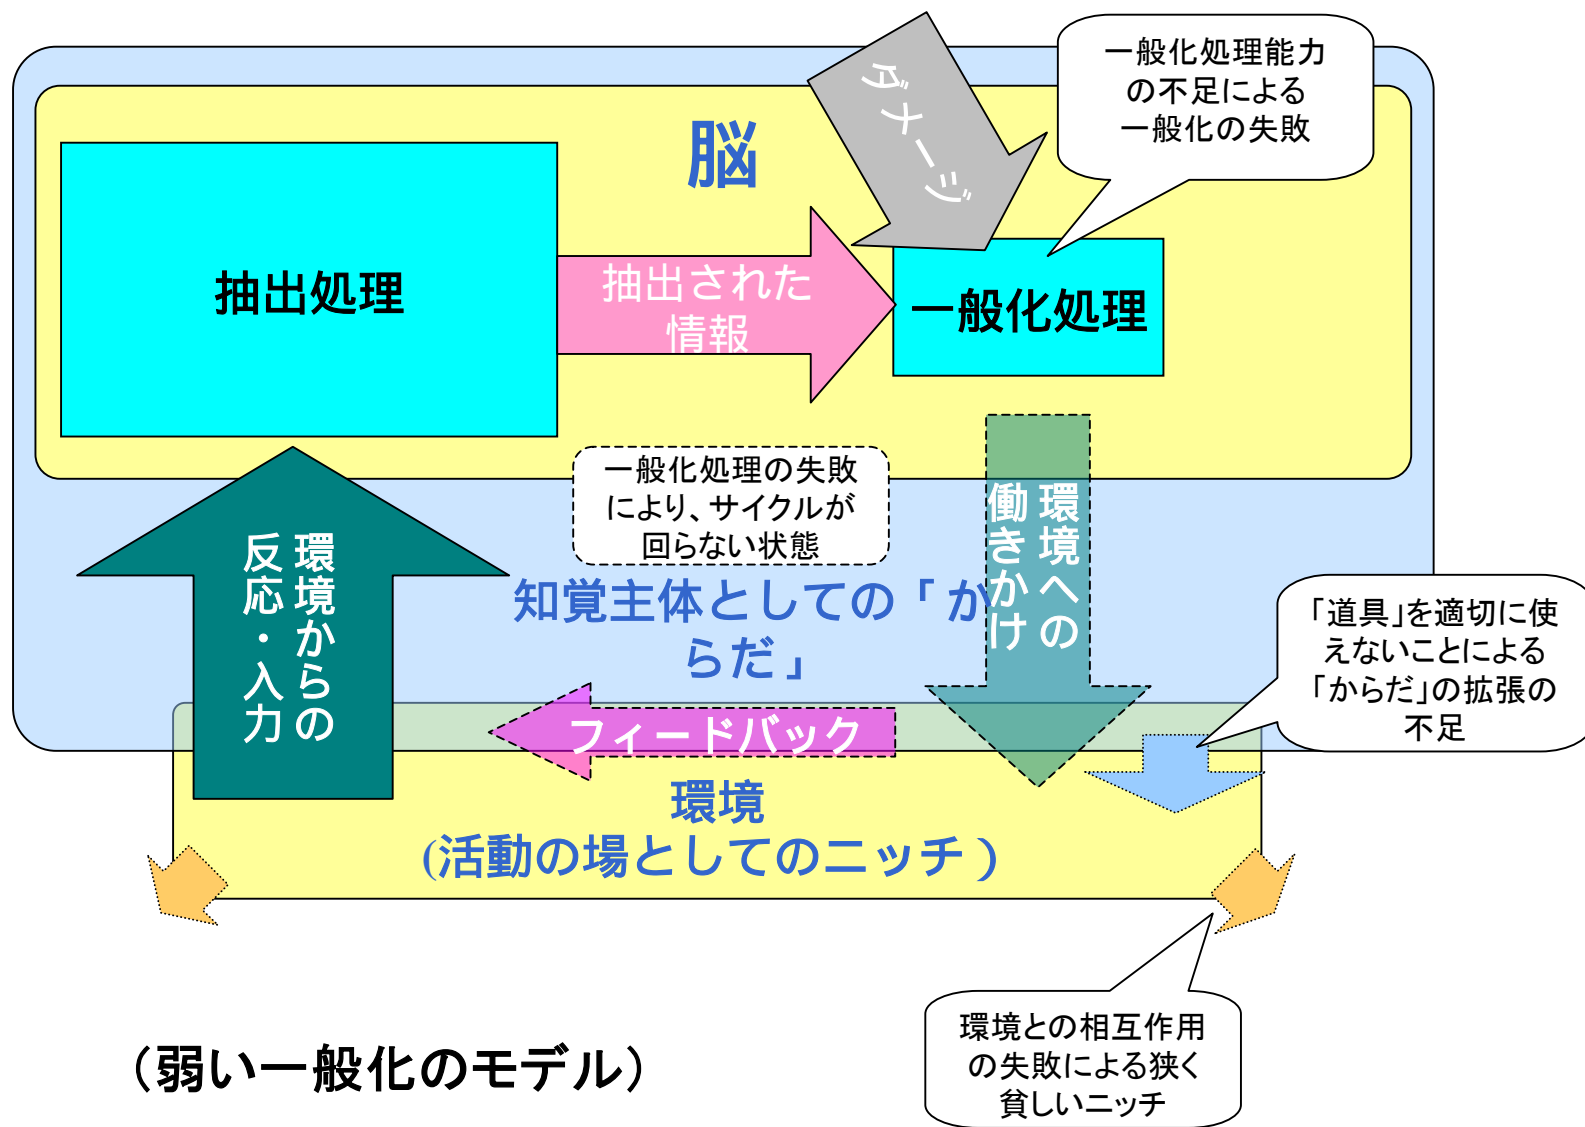 ダメージ
一般化処理能力
の不足による
一般化の失敗
脳
抽出処理
抽出された
情報
一般化処理
一般化処理の失敗
により、サイクルが
回らない状態
環境への
働きかけ
環境からの
反応・入力
知覚主体としての「か
らだ」
「道具」を適切に使
えないことによる
「からだ」の拡張の
不足
フィードバック
環境
(活動の場としてのニッチ)
環境との相互作用
の失敗による狭く
貧しいニッチ
(弱い一般化のモデル)